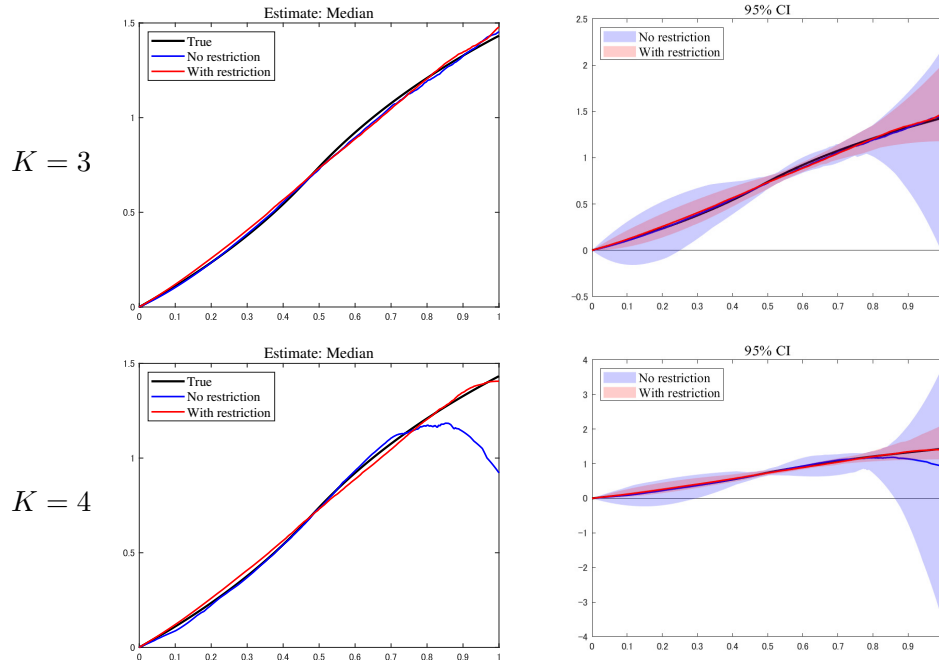 Estimate: Median
True
No restriction
With restriction
1.5
1
0.5
0
0 0.1 0.2 0.3 0.4 0.5 0.6 0.7 0.8 0.9 1
95% CI
No restriction
With restriction
2.5
2
1.5
1
0.5
0
-0.5
0 0.1 0.2 0.3 0.4 0.5 0.6 0.7 0.8 0.9
K = 3
Estimate: Median
True
No restriction
With restriction
1.5
1
0.5
0
0 0.1 0.2 0.3 0.4 0.5 0.6 0.7 0.8 0.9 1
95% CI
No restriction
With restriction
4
3
2
1
0
-1
-2
-3
-4
0 0.1 0.2 0.3 0.4 0.5 0.6 0.7 0.8 0.9
K = 4